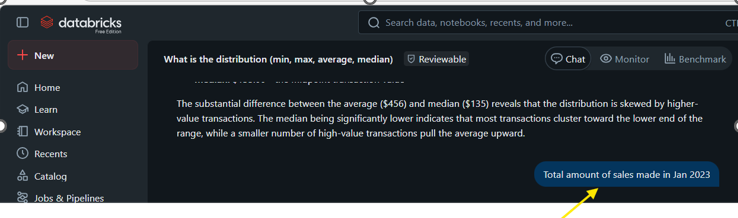 databricks
Free Edition
Search data, notebooks, recents, and more...
CTR
New
What is the distribution (min, max, average, median)
Reviewable
Chat
Monitor
Benchmark
Home
Learn
Workspace
Recents
Catalog
Jobs & Pipelines
The substantial difference between the average ($456) and median ($135) reveals that the distribution is skewed by higher-
value transactions. The median being significantly lower indicates that most transactions cluster toward the lower end of the
range, while a smaller number of high-value transactions pull the average upward.
Total amount of sales made in Jan 2023